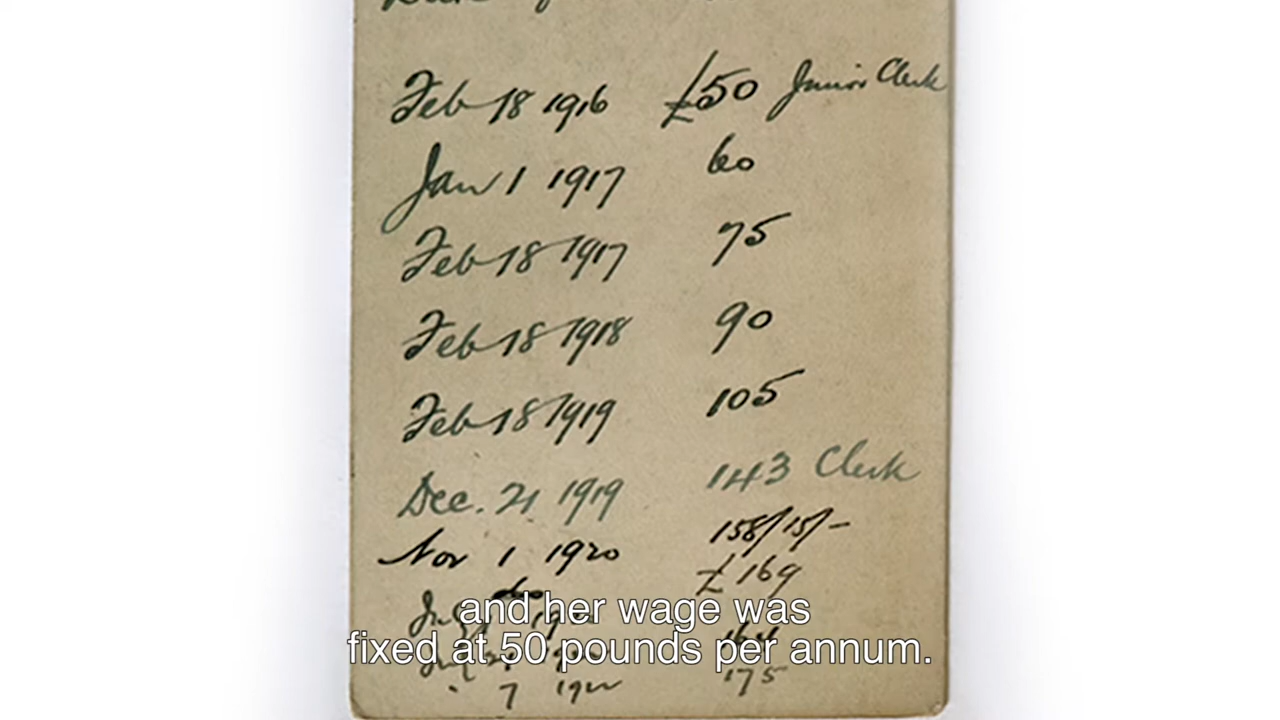 Feb 18 1916 £50 Junior Clerk
Jan 1 1917 60
Feb 18 1917 75
Feb 18 1918 90
Feb 18 1919 105
Dec. 21 1919 143 Clerk
Nov 1 1920 158/15/-
do £169
and her wage was
fixed at 50 pounds per annum.
7 175